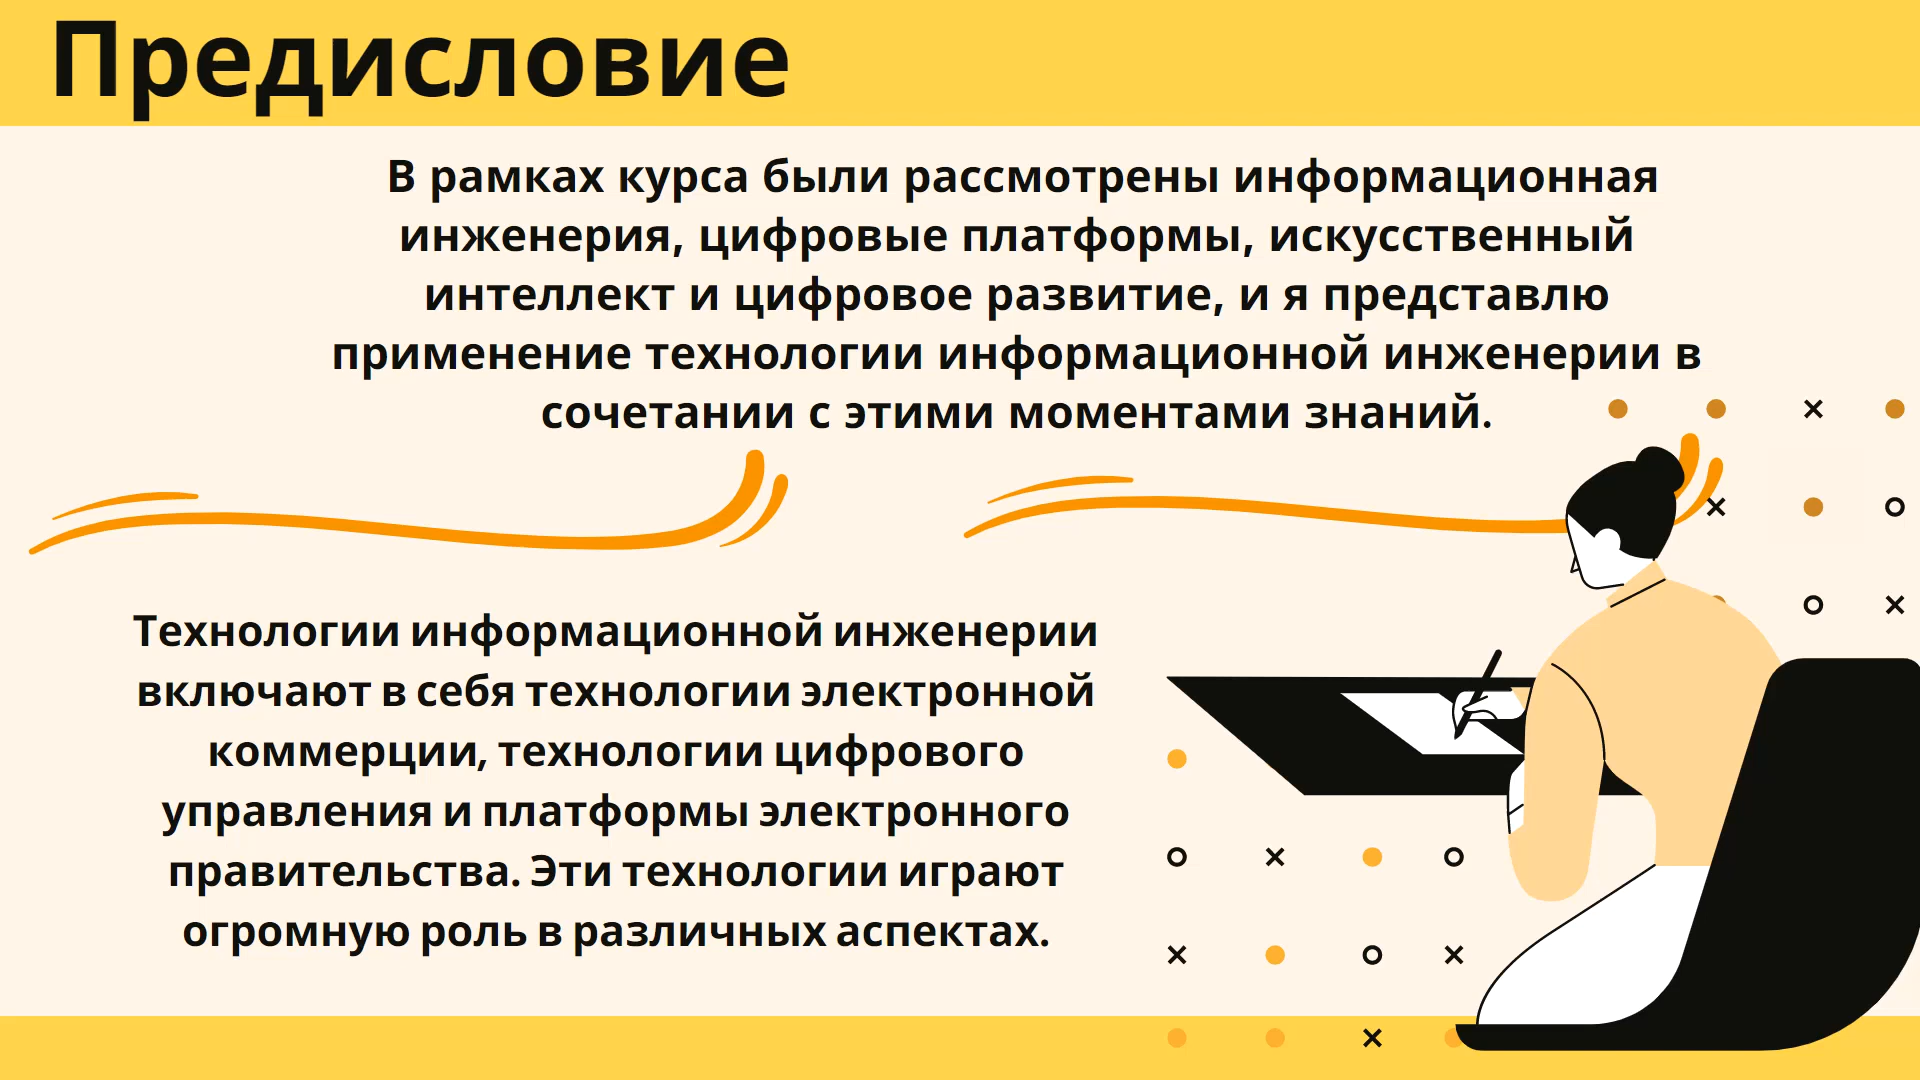 Предисловие
В рамках курса были рассмотрены информационная
инженерия, цифровые платформы, искусственный
интеллект и цифровое развитие, и я представлю
применение технологии информационной инженерии в
сочетании с этими моментами знаний.
Технологии информационной инженерии
включают в себя технологии электронной
коммерции, технологии цифрового
управления и платформы электронного
правительства. Эти технологии играют
огромную роль в различных аспектах.